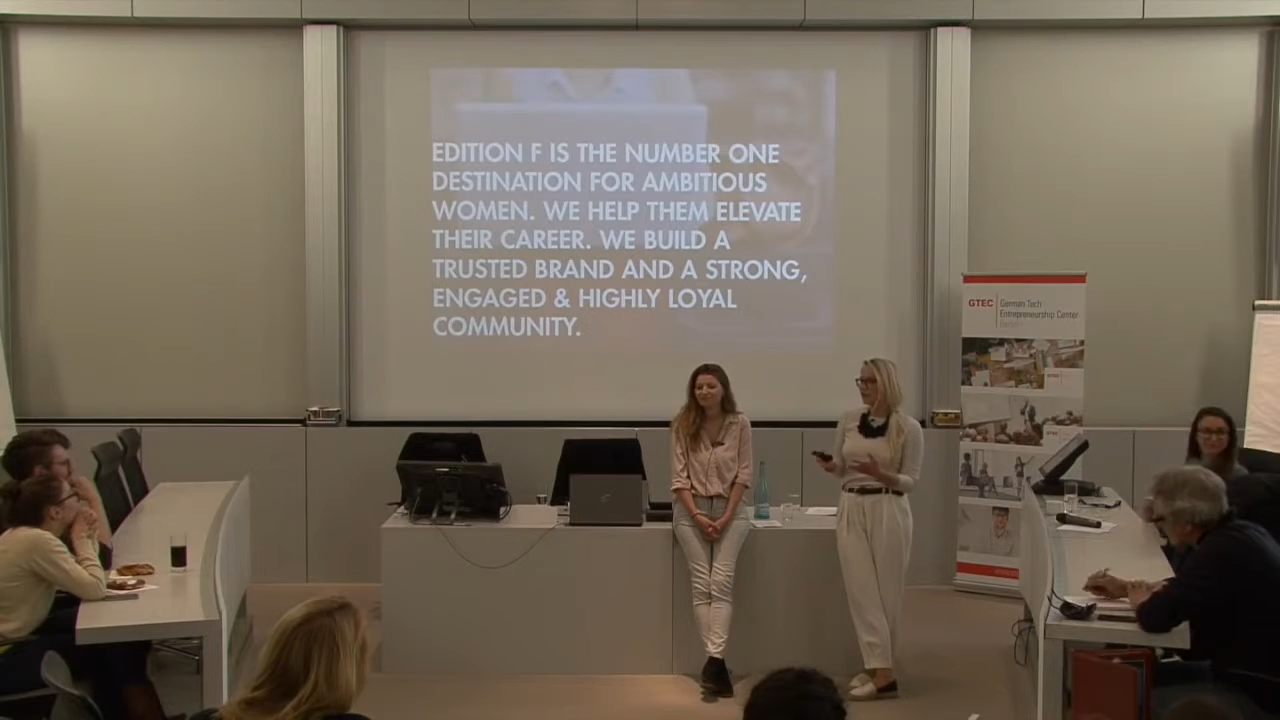 EDITION F IS THE NUMBER ONE
DESTINATION FOR AMBITIOUS
WOMEN. WE HELP THEM ELEVATE
THEIR CAREER. WE BUILD A
TRUSTED BRAND AND A STRONG,
ENGAGED & HIGHLY LOYAL
COMMUNITY.
GTEC
German Tech
Entrepreneurship Center
Berlin